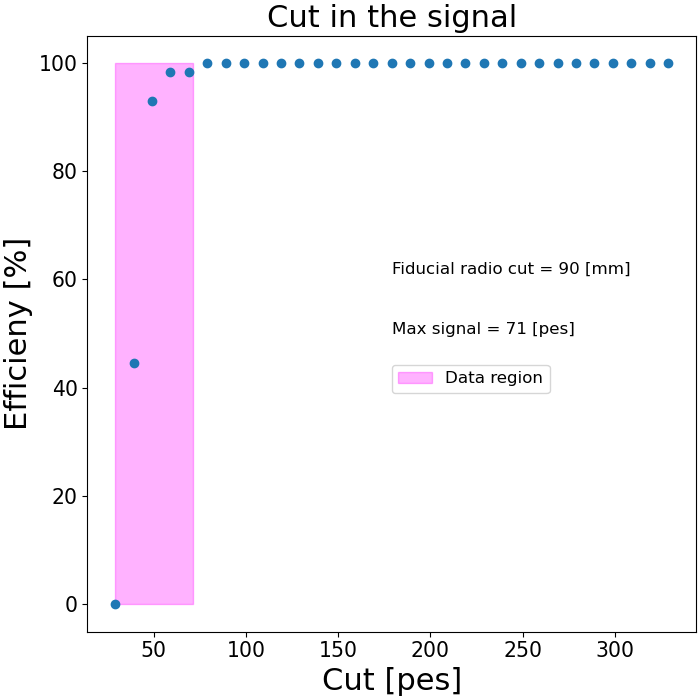 Cut in the signal
Efficieny [%]
100
80
60
40
20
0
Fiducial radio cut = 90 [mm]
Max signal = 71 [pes]
Data region
50 100 150 200 250 300
Cut [pes]